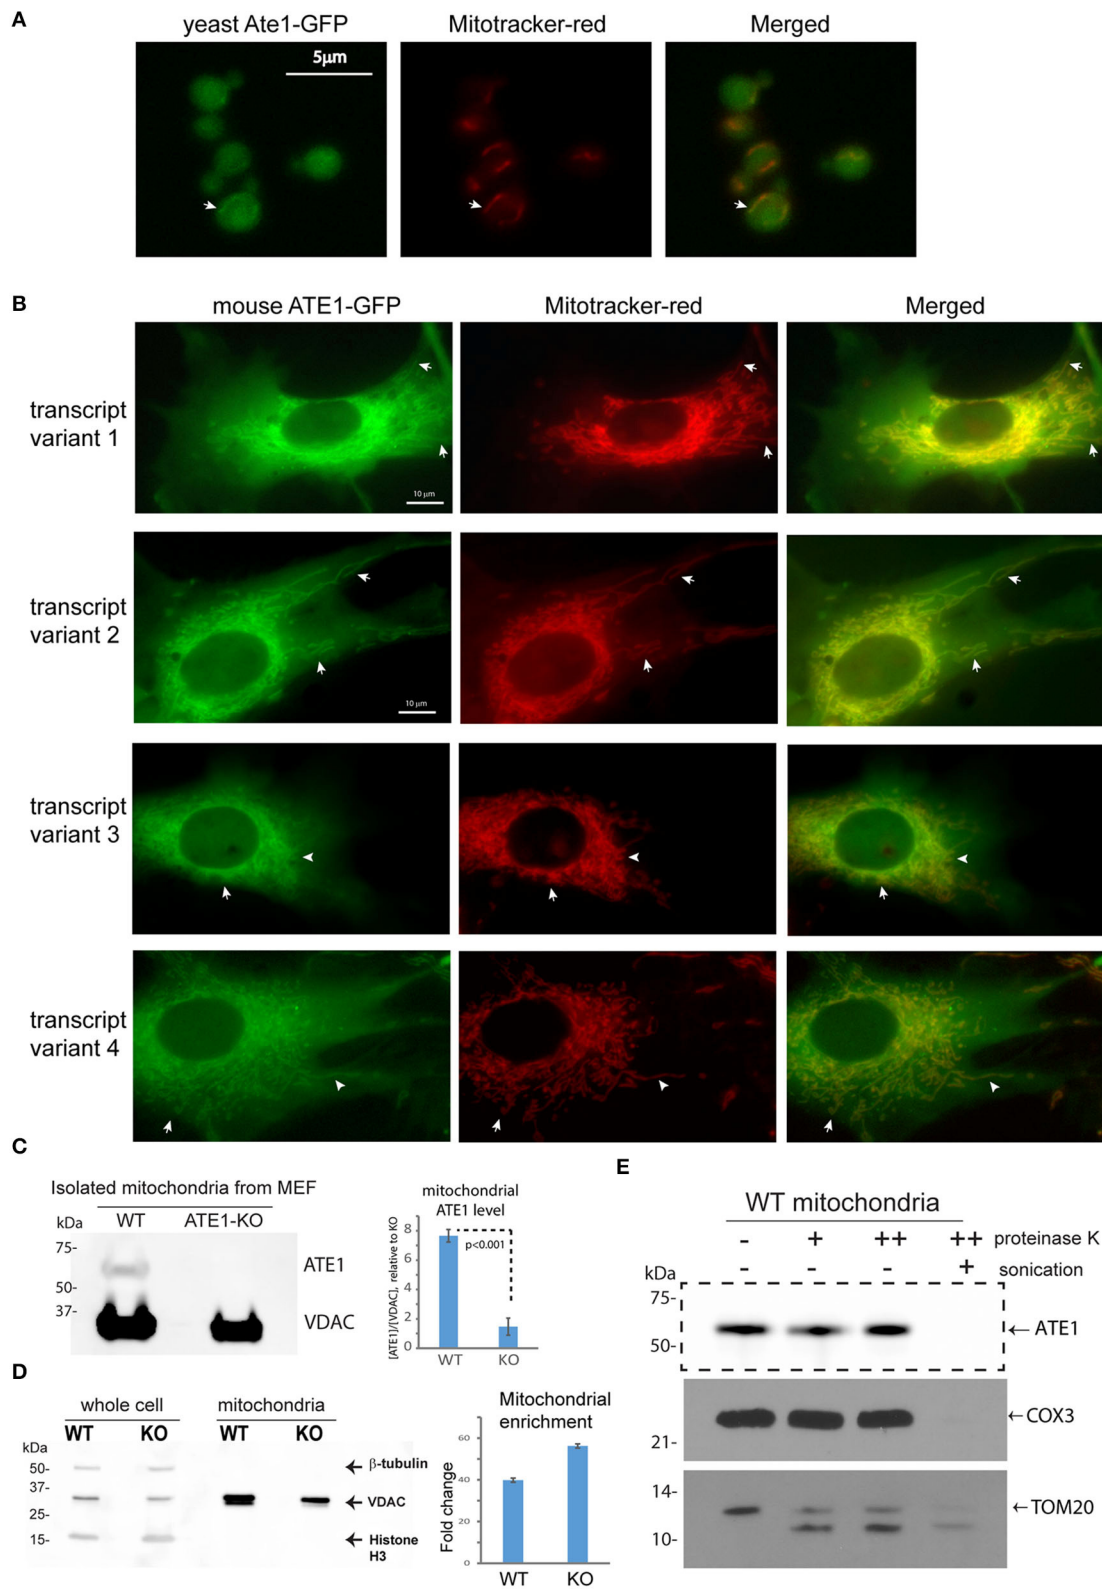 A
yeast Ate1-GFP Mitotracker-red Merged
5μm
B
mouse ATE1-GFP Mitotracker-red Merged
transcript
variant 1
10 μm
transcript
variant 2
10 μm
transcript
variant 3
transcript
variant 4
C
Isolated mitochondria from MEF
kDa WT ATE1-KO
75-
ATE1
50-
37-
VDAC
mitochondrial
ATE1 level
[ATE1]/[VDAC], relative to KO
8
p<0.001
6
4
2
0
WT KO
D
whole cell mitochondria
WT KO WT KO
kDa
50- β-tubulin
37-
VDAC
25-
15- Histone
H3
Mitochondrial
enrichment
Fold change
60
40
20
0
WT KO
E
WT mitochondria
- + ++ ++ proteinase K
- - - + sonication
kDa
75-
←ATE1
50-
←COX3
21-
14-
←TOM20
10-